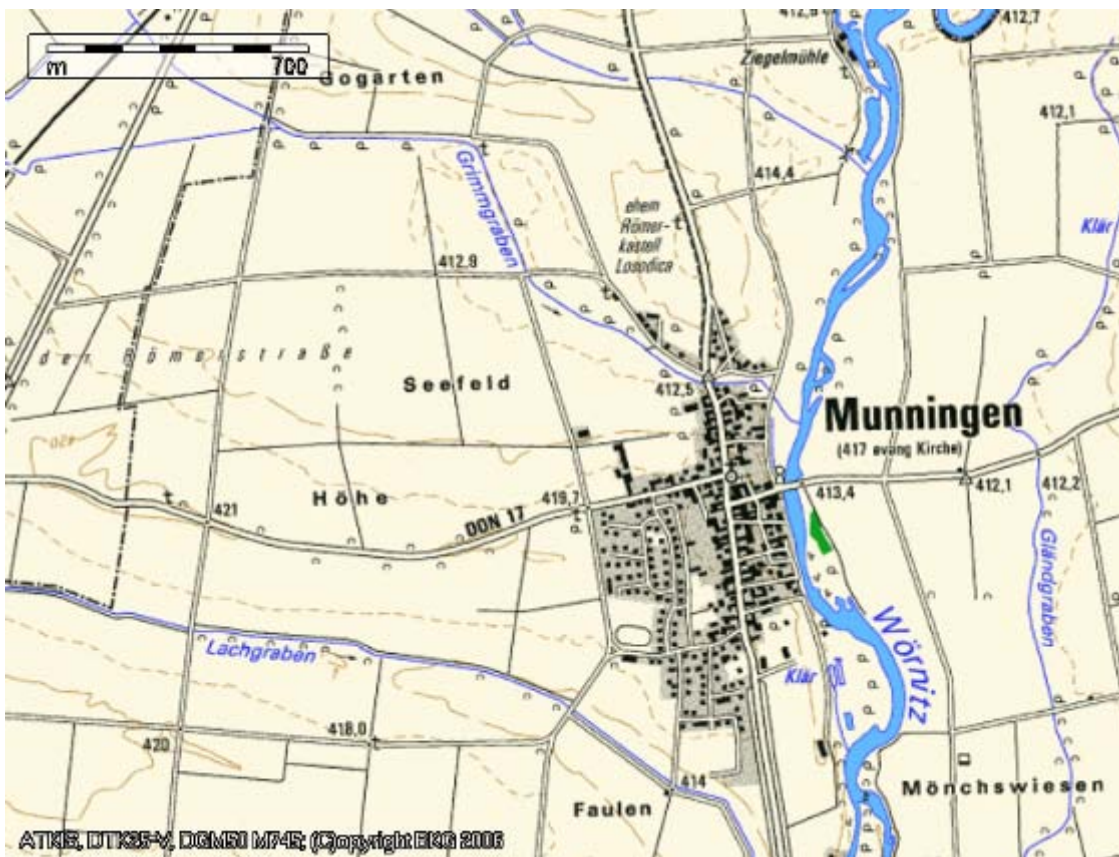 412,7
m 700
Gogärten
Ziegelmühle
412,1
Grimmgraben
414,4
ehem
Römer-
kastell
Losodica
Klär
412,9
der Römerstraße
Seefeld
412,5
Munningen
(417 evang Kirche)
420
Höhe
419,7
413,4
412,1
412,2
421
DON 17
Gländgraben
Wörnitz
Lachgraben
Klär
418,0
420
414
Mönchswiesen
Faulen
ATKIS, DTK25-V, DGM50 M745; (C)opyright BKG 2006